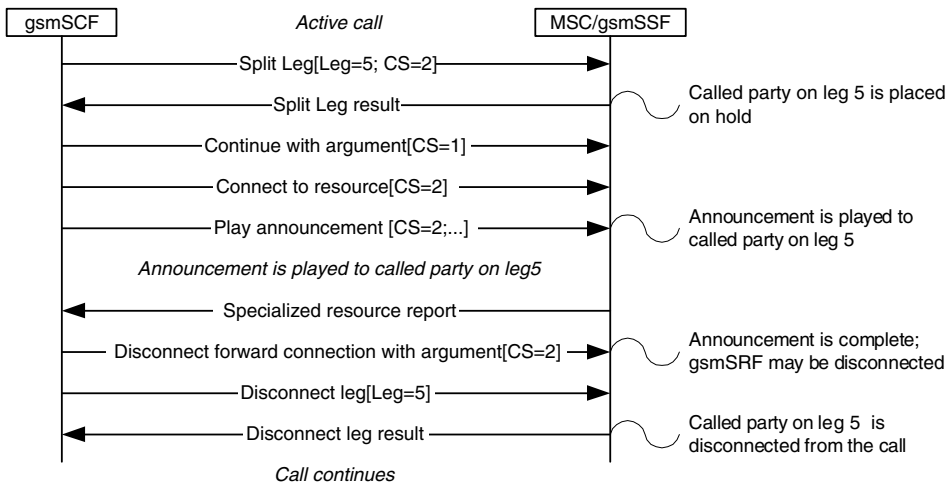 gsmSCF
Active call
MSC/gsmSSF
Split Leg[Leg=5; CS=2]
Split Leg result
Called party on leg 5 is placed
on hold
Continue with argument[CS=1]
Connect to resource[CS=2]
Play announcement [CS=2;...]
Announcement is played to
called party on leg 5
Announcement is played to called party on leg5
Specialized resource report
Disconnect forward connection with argument[CS=2]
Announcement is complete;
gsmSRF may be disconnected
Disconnect leg[Leg=5]
Disconnect leg result
Called party on leg 5 is
disconnected from the call
Call continues